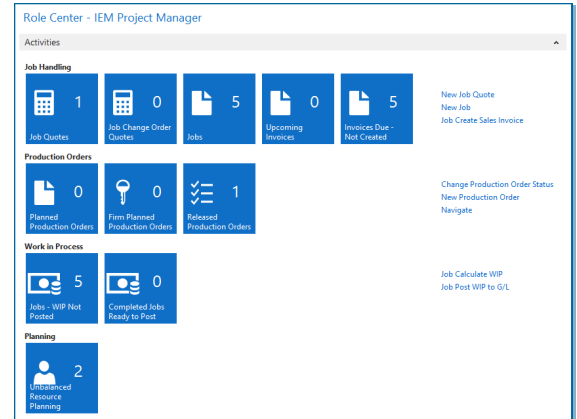 Role Center - IEM Project Manager
Activities
Job Handling
1
Job Quotes
0
Job Change Order
Quotes
5
Jobs
0
Upcoming
Invoices
5
Invoices Due -
Not Created
New Job Quote
New Job
Job Create Sales Invoice
Production Orders
0
Planned
Production Orders
0
Firm Planned
Production Orders
1
Released
Production Orders
Change Production Order Status
New Production Order
Navigate
Work in Process
5
Jobs - WIP Not
Posted
0
Completed Jobs
Ready to Post
Job Calculate WIP
Job Post WIP to G/L
Planning
2
Unbalanced
Resource
Planning